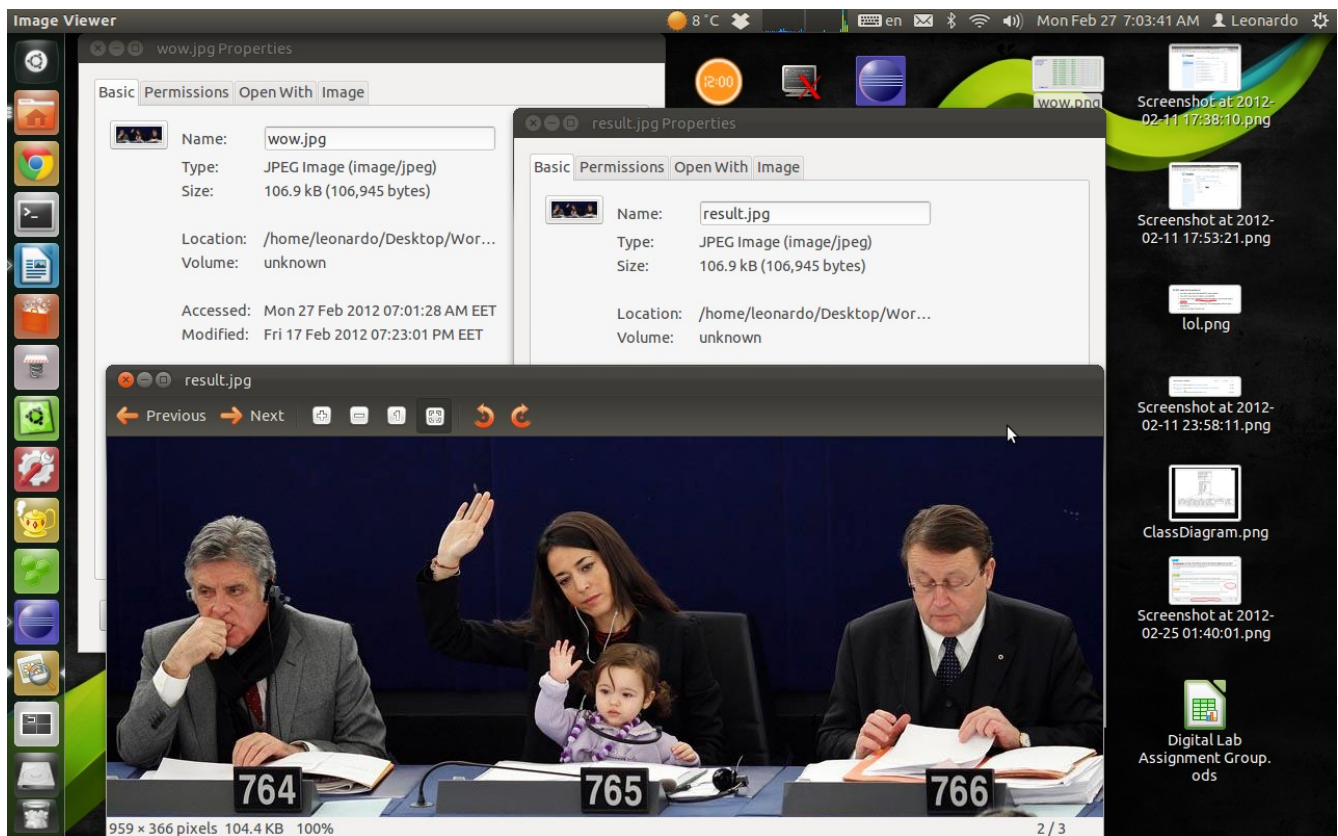 Image Viewer
8 °C
en
Mon Feb 27 7:03:41 AM
Leonardo
wow.jpg Properties
Basic Permissions Open With Image
Name: wow.jpg
Type: JPEG Image (image/jpeg)
Size: 106.9 kB (106,945 bytes)
Location: /home/leonardo/Desktop/Wor...
Volume: unknown
Accessed: Mon 27 Feb 2012 07:01:28 AM EET
Modified: Fri 17 Feb 2012 07:23:01 PM EET
result.jpg Properties
Basic Permissions Open With Image
Name: result.jpg
Type: JPEG Image (image/jpeg)
Size: 106.9 kB (106,945 bytes)
Location: /home/leonardo/Desktop/Wor...
Volume: unknown
result.jpg
Previous Next
764 765 766
959 × 366 pixels 104.4 KB 100%
2 / 3
12:00
wow.png
Screenshot at 2012-
02-11 17:38:10.png
Screenshot at 2012-
02-11 17:53:21.png
lol.png
Screenshot at 2012-
02-11 23:58:11.png
ClassDiagram.png
Screenshot at 2012-
02-25 01:40:01.png
Digital Lab
Assignment Group.
ods